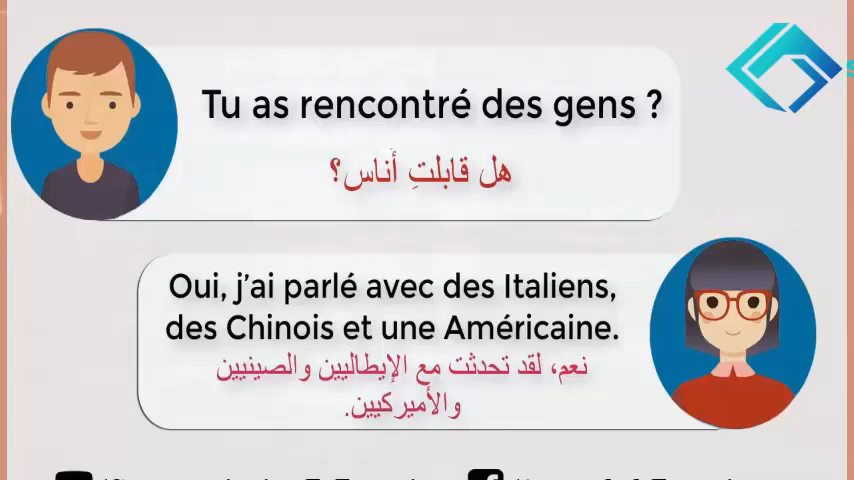 Tu as rencontré des gens ?
هل قابلتِ أناس؟
Oui, j'ai parlé avec des Italiens,
des Chinois et une Américaine.
نعم، لقد تحدثت مع الإيطاليين والصينيين
والأميركيين.